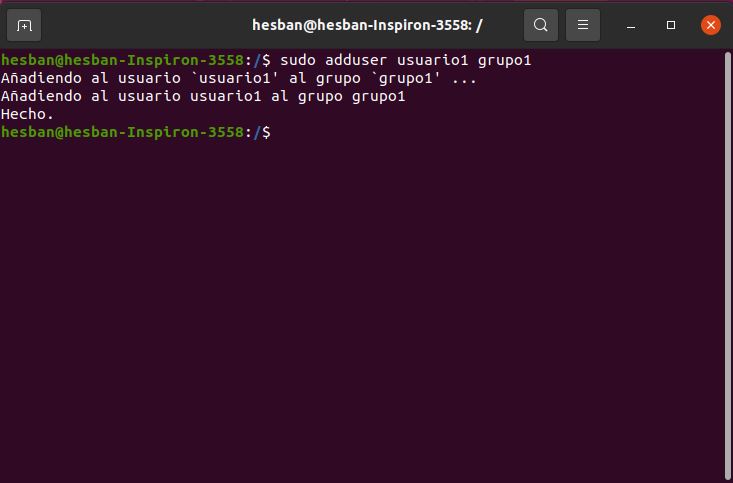 hesban@hesban-Inspiron-3558: /
hesban@hesban-Inspiron-3558:/$ sudo adduser usuario1 grupo1
Añadiendo al usuario `usuario1' al grupo `grupo1' ...
Añadiendo al usuario usuario1 al grupo grupo1
Hecho.
hesban@hesban-Inspiron-3558:/$